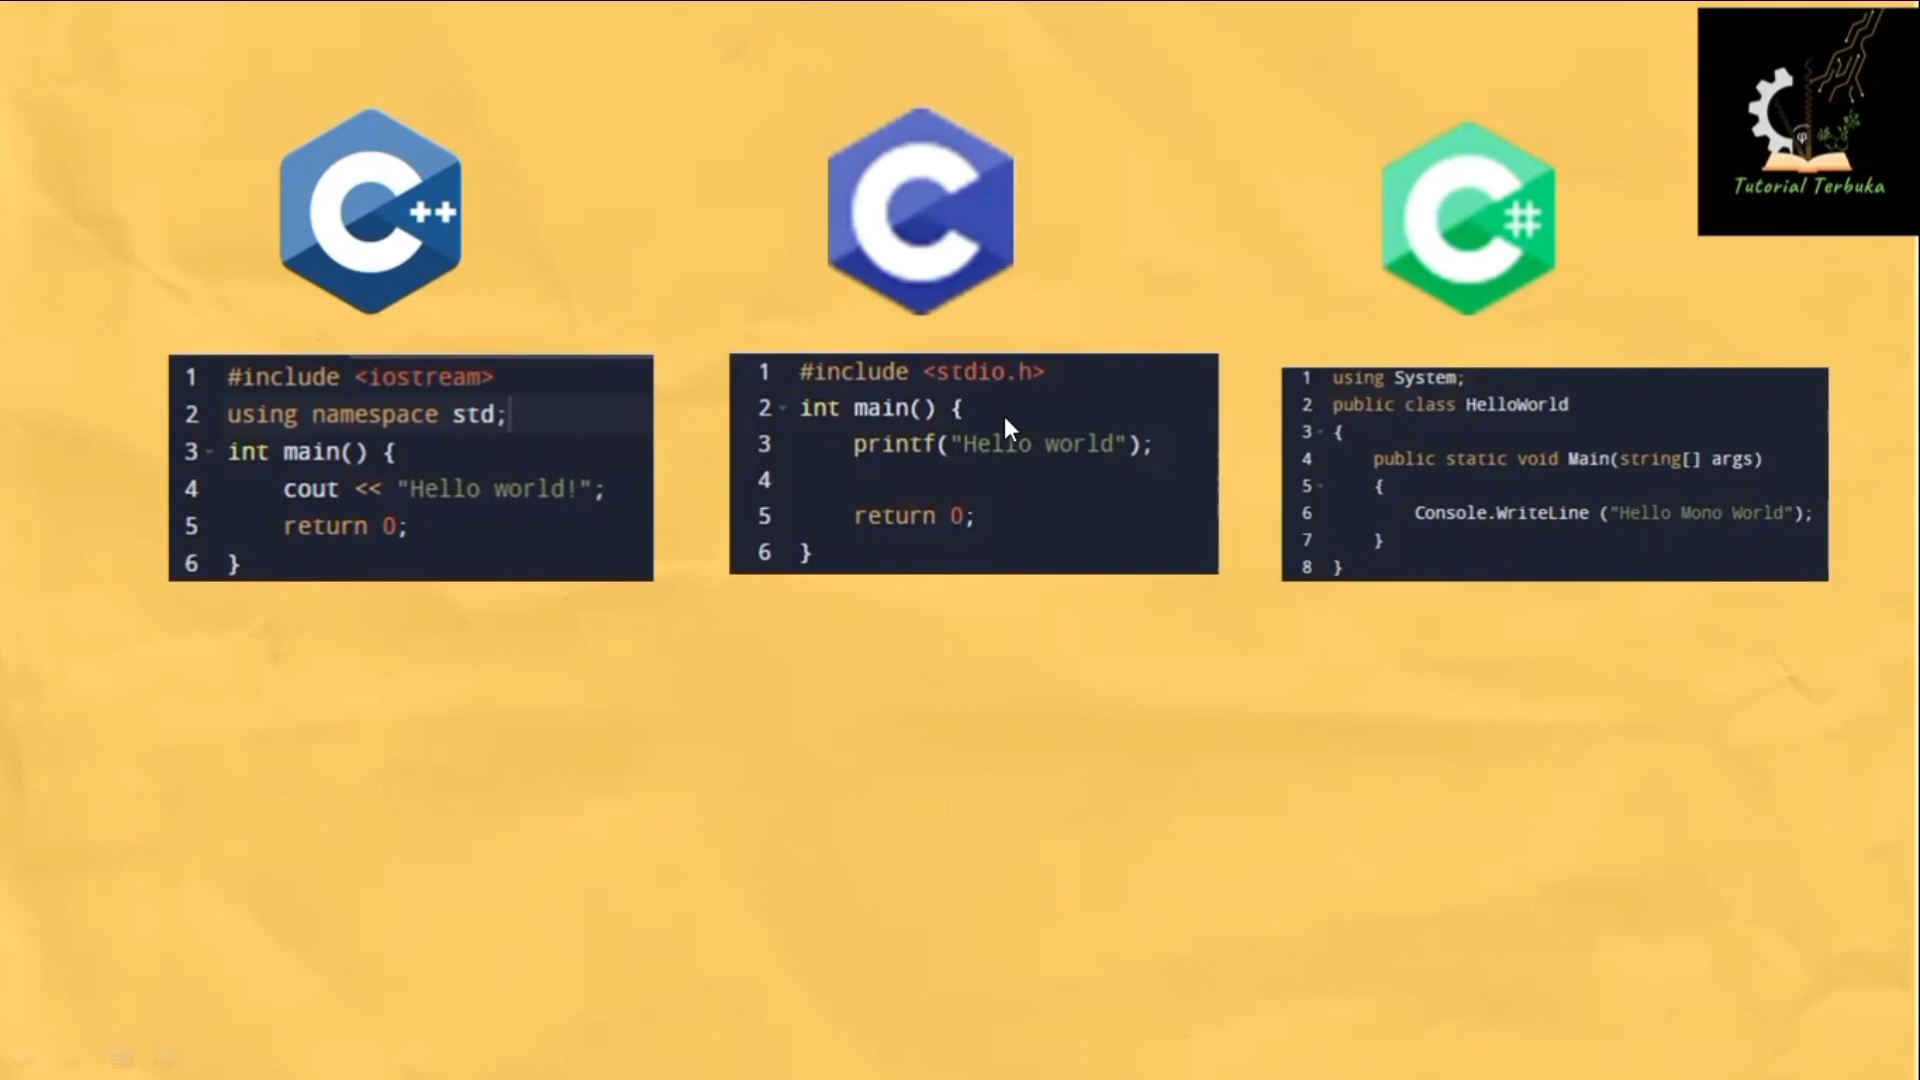 C++
C
C#
Tutorial Terbuka
1 #include <iostream>
2 using namespace std;
3 int main() {
4     cout << "Hello world!";
5     return 0;
6 }
1 #include <stdio.h>
2 int main() {
3     printf("Hello world");
4
5     return 0;
6 }
1 using System;
2 public class HelloWorld
3 {
4     public static void Main(string[] args)
5     {
6         Console.WriteLine ("Hello Mono World");
7     }
8 }